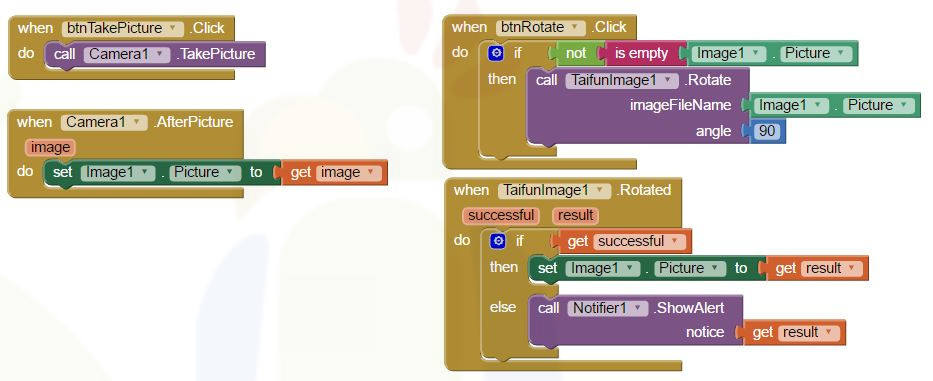 when btnTakePicture .Click
do call Camera1 .TakePicture
when Camera1 .AfterPicture
image
do set Image1 . Picture to get image
when btnRotate .Click
do if not is empty Image1 . Picture
then call TaifunImage1 .Rotate
imageFileName Image1 . Picture
angle 90
when TaifunImage1 .Rotated
successful result
do if get successful
then set Image1 . Picture to get result
else call Notifier1 .ShowAlert
notice get result